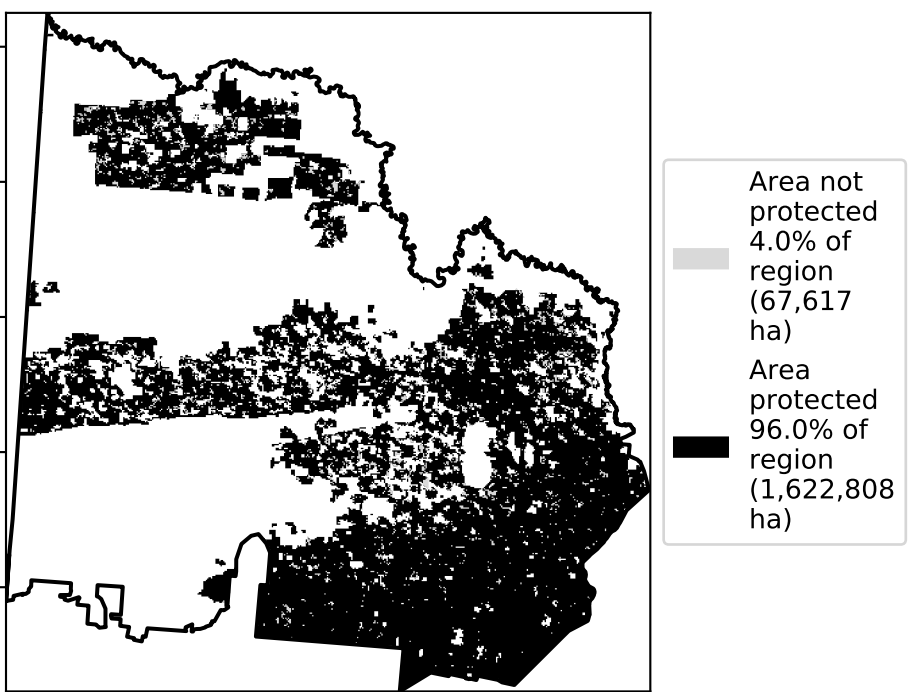 Area not
protected
4.0% of
region
(67,617
ha)
Area
protected
96.0% of
region
(1,622,808
ha)